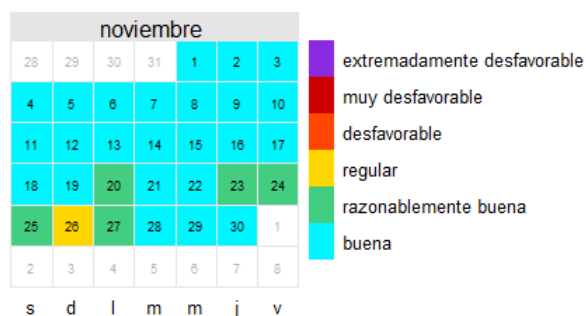 noviembre
28 29 30 31 1 2 3
4 5 6 7 8 9 10
11 12 13 14 15 16 17
18 19 20 21 22 23 24
25 26 27 28 29 30 1
2 3 4 5 6 7 8
s d l m m j v
extremadamente desfavorable
muy desfavorable
desfavorable
regular
razonablemente buena
buena